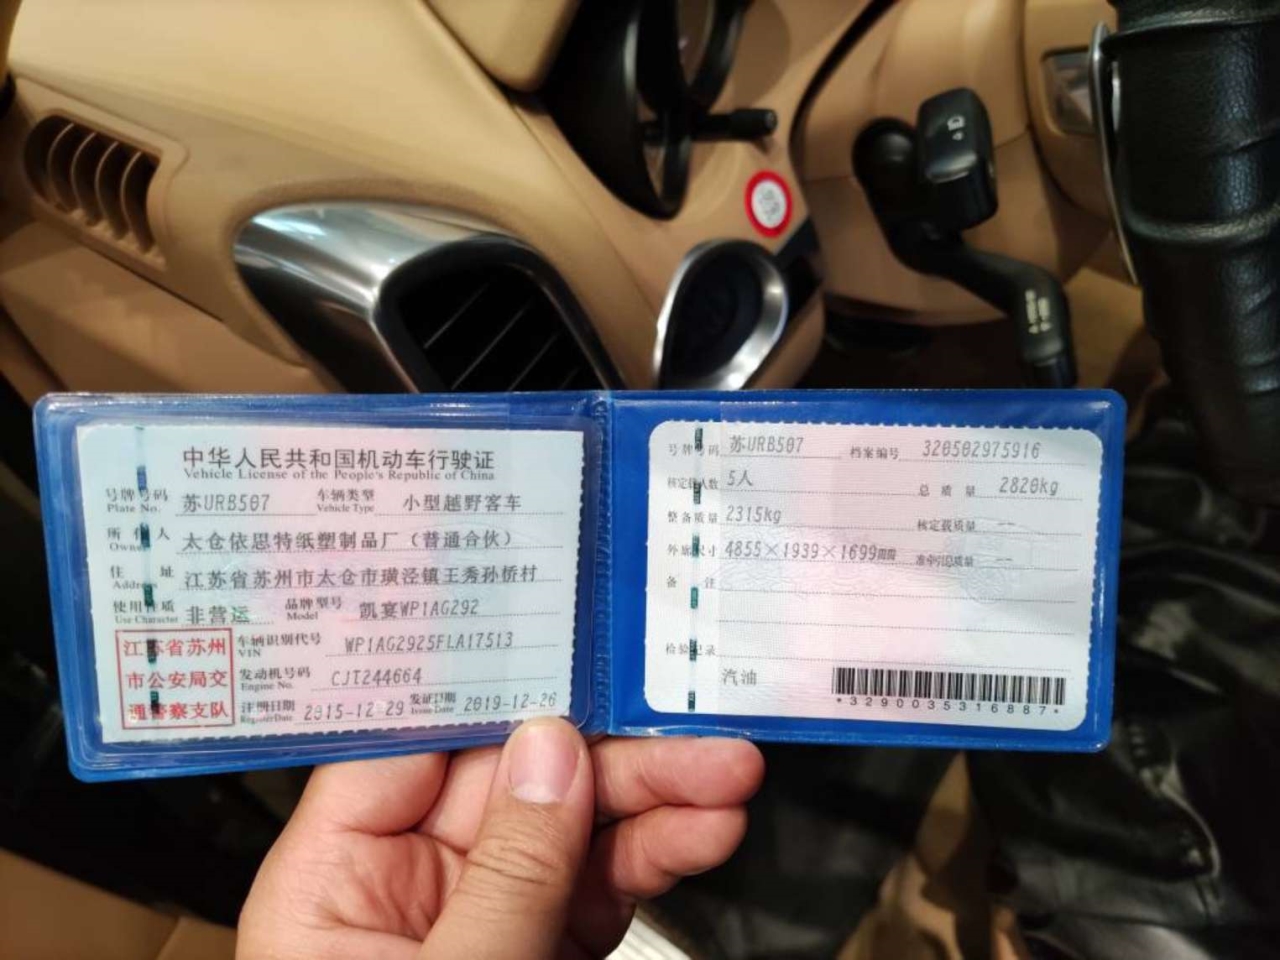 中华人民共和国机动车行驶证
Vehicle License of the People's Republic of China
号牌号码 苏URB507 车辆类型 小型越野客车
Plate No. Vehicle Type
所有人 太仓依思特纸塑制品厂（普通合伙）
Owner
住址 江苏省苏州市太仓市璜泾镇王秀孙桥村
Address
使用性质 非营运 品牌型号 凯宴WP1AG292
Use Character Model
江苏省苏州
市公安局交
通警察支队
车辆识别代号 WP1AG2925FLA17513
VIN
发动机号码 CJT244664
Engine No.
注册日期 2015-12-29 发证日期 2019-12-26
Register Date Issue Date
号牌号码 苏URB507 档案编号 320502975916
核定载人数 5人 总质量 2820kg
整备质量 2315kg 核定载质量 --
外廓尺寸 4855×1939×1699mm 准牵引总质量 --
备注
检验记录
汽油
*3290035316887*